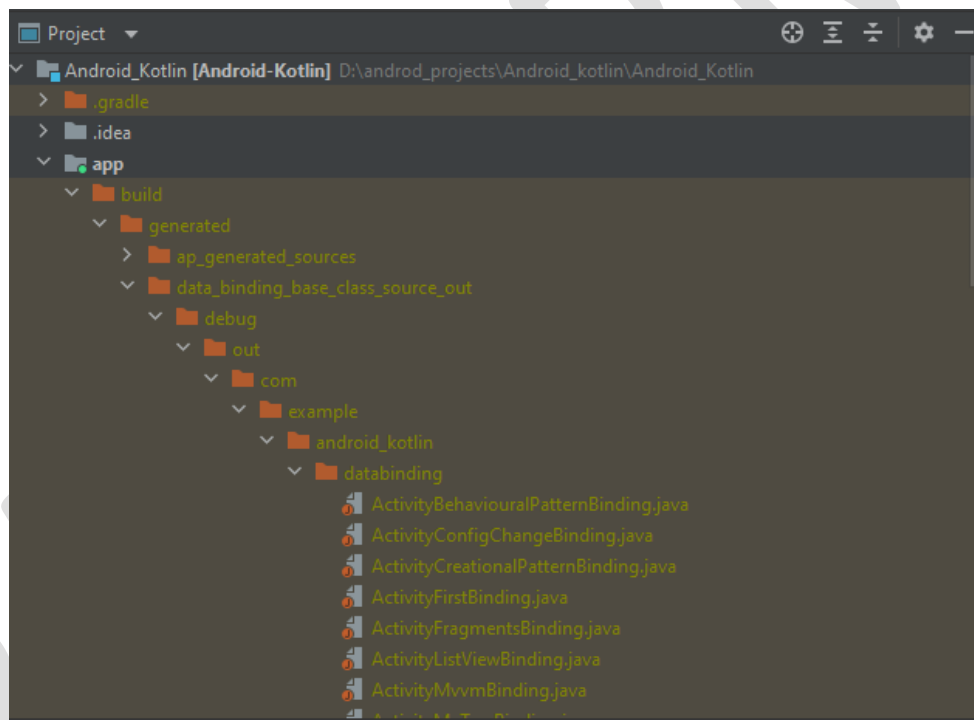 Project
Android_Kotlin [Android-Kotlin] D:\androd_projects\Android_kotlin\Android_Kotlin
.gradle
.idea
app
build
generated
ap_generated_sources
data_binding_base_class_source_out
debug
out
com
example
android_kotlin
databinding
ActivityBehaviouralPatternBinding.java
ActivityConfigChangeBinding.java
ActivityCreationalPatternBinding.java
ActivityFirstBinding.java
ActivityFragmentsBinding.java
ActivityListViewBinding.java
ActivityMvvmBinding.java